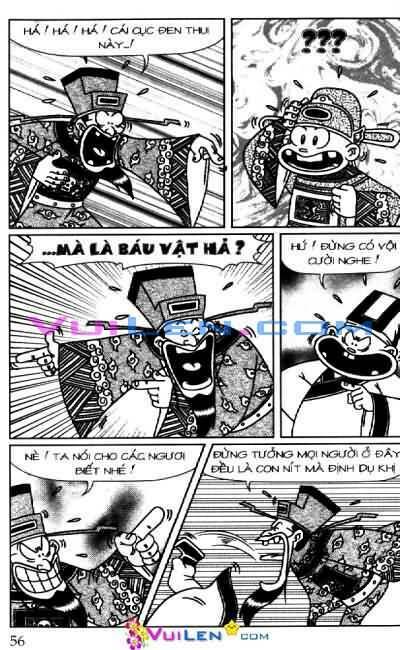 HÁ! HÁ! HÁ! CÁI CỤC ĐEN THUI
NÀY...!
???
...MÀ LÀ BÁU VẬT HẢ?
HỨ! ĐỪNG CÓ VỘI
CƯỜI NGHE!
VUILEN.COM
NÈ! TA NÓI CHO CÁC NGƯƠI
BIẾT NHÉ!
ĐỪNG TƯỞNG MỌI NGƯỜI Ở ĐÂY
ĐỀU LÀ CON NÍT MÀ ĐỊNH DỤ KHỊ
56
VUILEN.COM